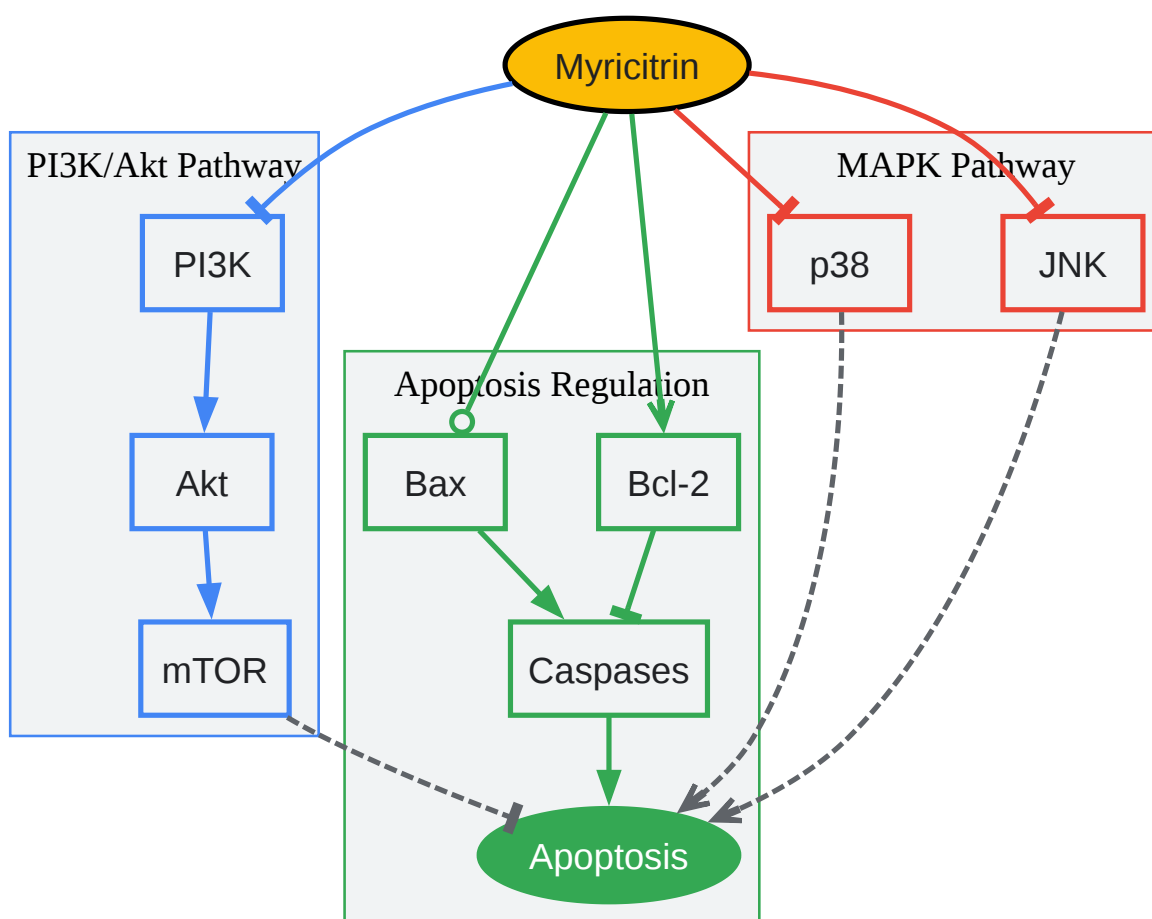 Myricitrin
PI3K/Akt Pathway
MAPK Pathway
PI3K
p38
JNK
Apoptosis Regulation
Akt
Bax
Bcl-2
mTOR
Caspases
Apoptosis